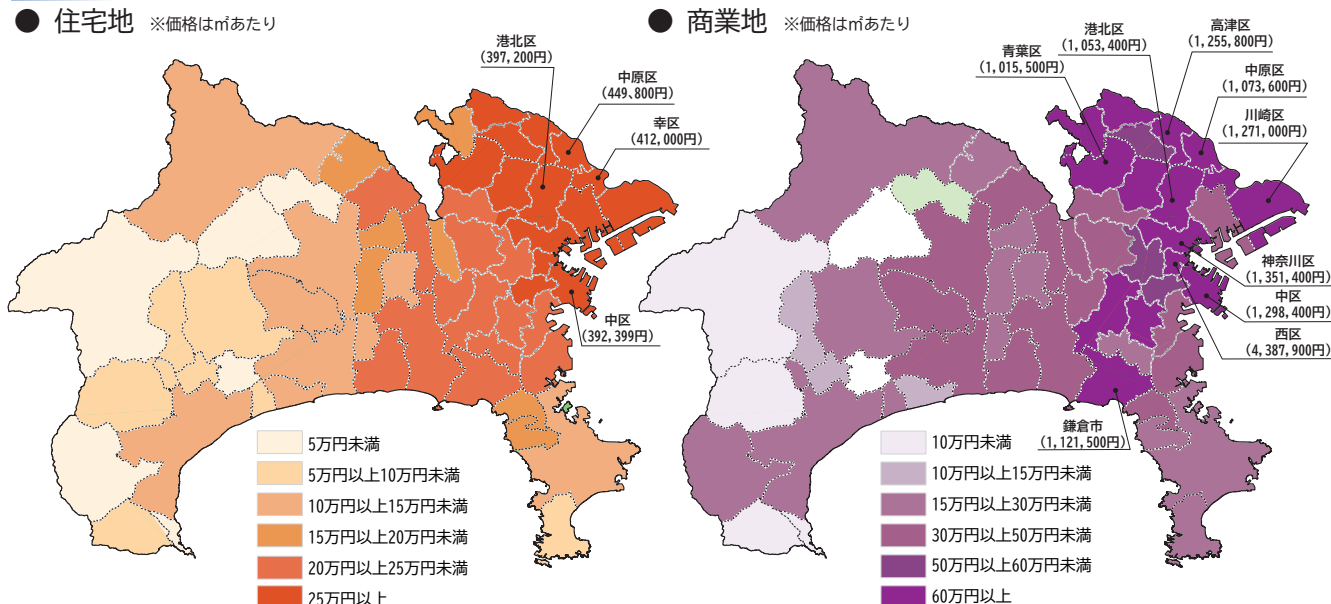 ● 住宅地 ※価格は㎡あたり
港北区
(397,200円)
中原区
(449,800円)
幸区
(412,000円)
中区
(392,399円)
5万円未満
5万円以上10万円未満
10万円以上15万円未満
15万円以上20万円未満
20万円以上25万円未満
25万円以上
● 商業地 ※価格は㎡あたり
青葉区
(1,015,500円)
港北区
(1,053,400円)
高津区
(1,255,800円)
中原区
(1,073,600円)
川崎区
(1,271,000円)
神奈川区
(1,351,400円)
中区
(1,298,400円)
西区
(4,387,900円)
鎌倉市
(1,121,500円)
10万円未満
10万円以上15万円未満
15万円以上30万円未満
30万円以上50万円未満
50万円以上60万円未満
60万円以上